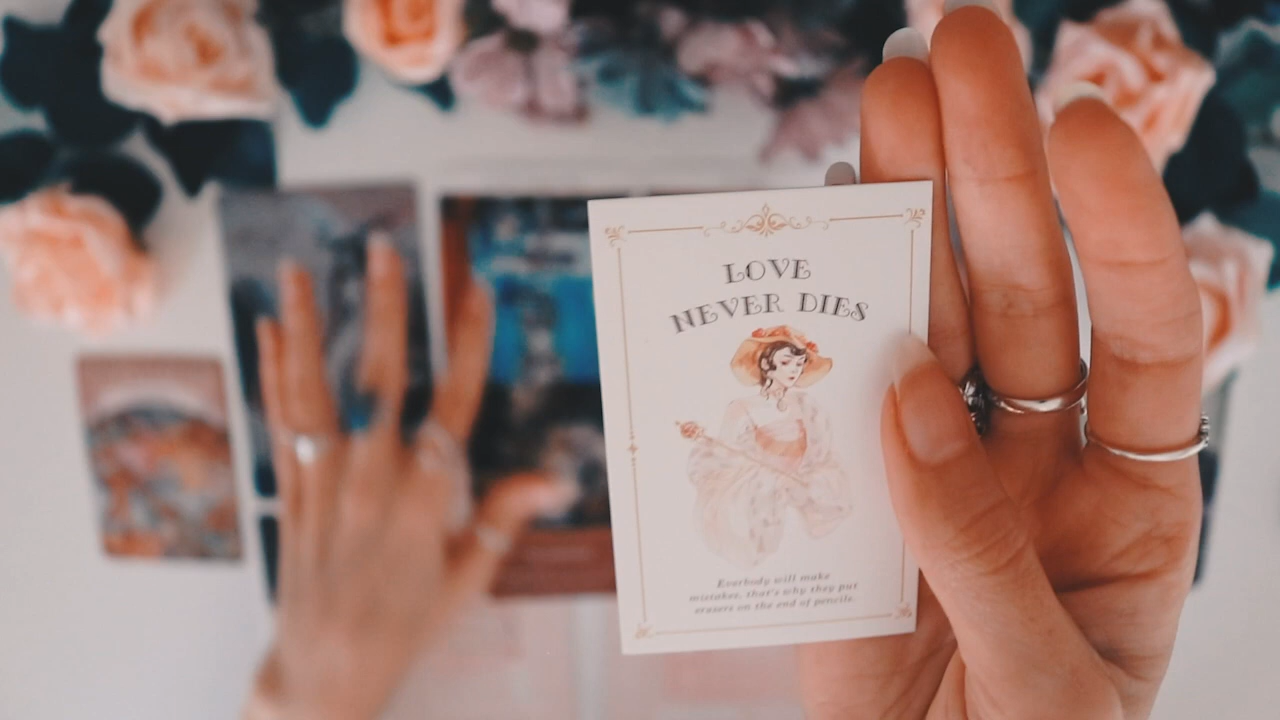 LOVE
NEVER DIES
Everbody will make
mistakes, that's why they put
erasers on the end of pencils.